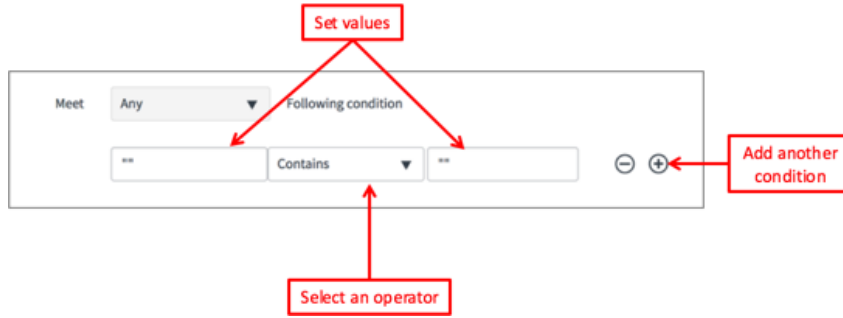 Set values
Meet Any ▼ Following condition
"" Contains ▼ ""
Add another
condition
Select an operator